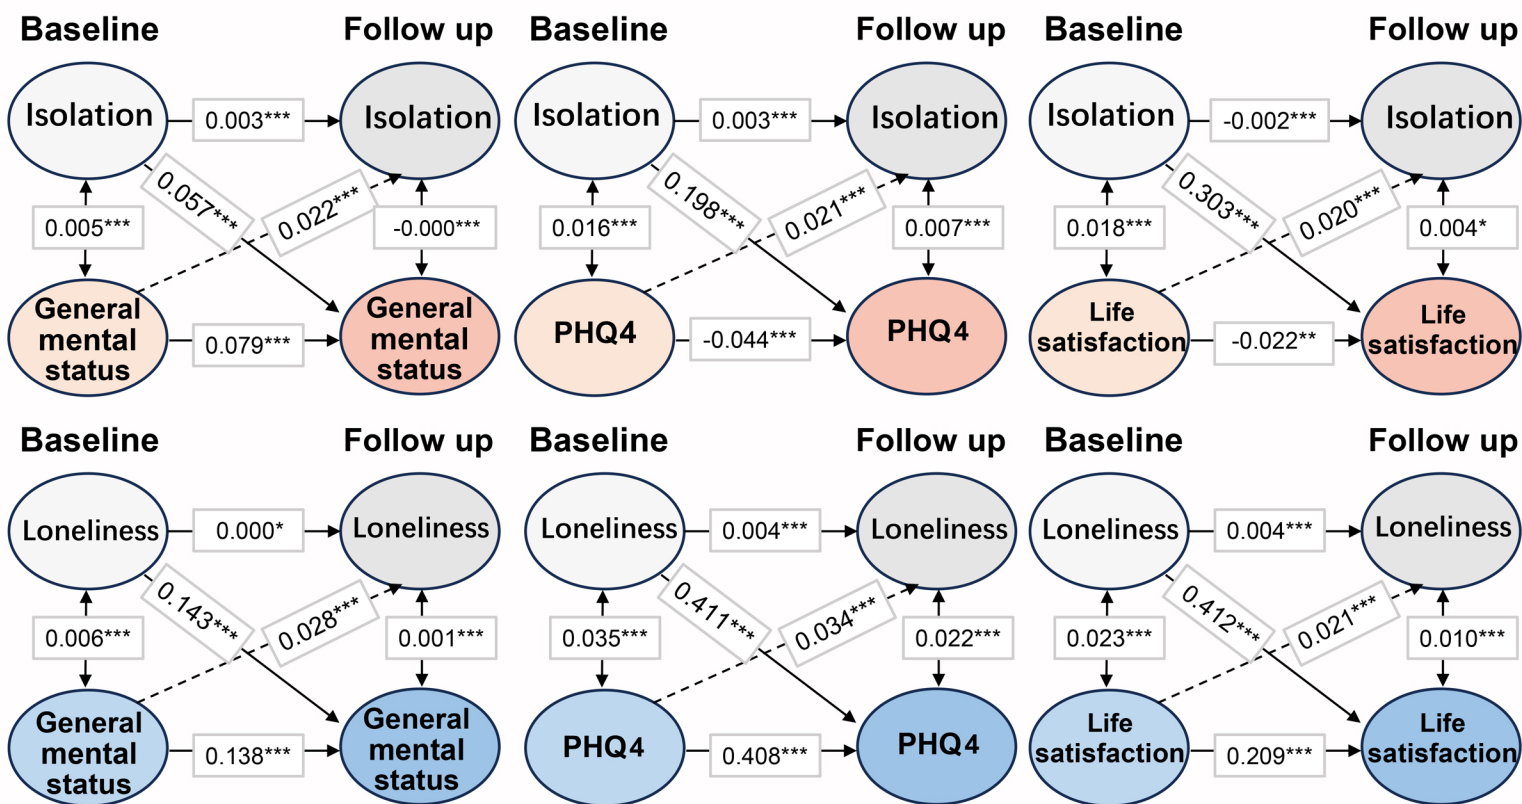 Baseline
Follow up
Isolation
0.003***
Isolation
0.057***
0.022***
0.005***
-0.000***
General
mental
status
0.079***
General
mental
status
Baseline
Follow up
Isolation
0.003***
Isolation
0.198***
0.021***
0.016***
0.007***
PHQ4
-0.044***
PHQ4
Baseline
Follow up
Isolation
-0.002***
Isolation
0.303***
0.020***
0.018***
0.004*
Life
satisfaction
-0.022**
Life
satisfaction
Baseline
Follow up
Loneliness
0.000*
Loneliness
0.143***
0.028***
0.006***
0.001***
General
mental
status
0.138***
General
mental
status
Baseline
Follow up
Loneliness
0.004***
Loneliness
0.411***
0.034***
0.035***
0.022***
PHQ4
0.408***
PHQ4
Baseline
Follow up
Loneliness
0.004***
Loneliness
0.412***
0.021***
0.023***
0.010***
Life
satisfaction
0.209***
Life
satisfaction